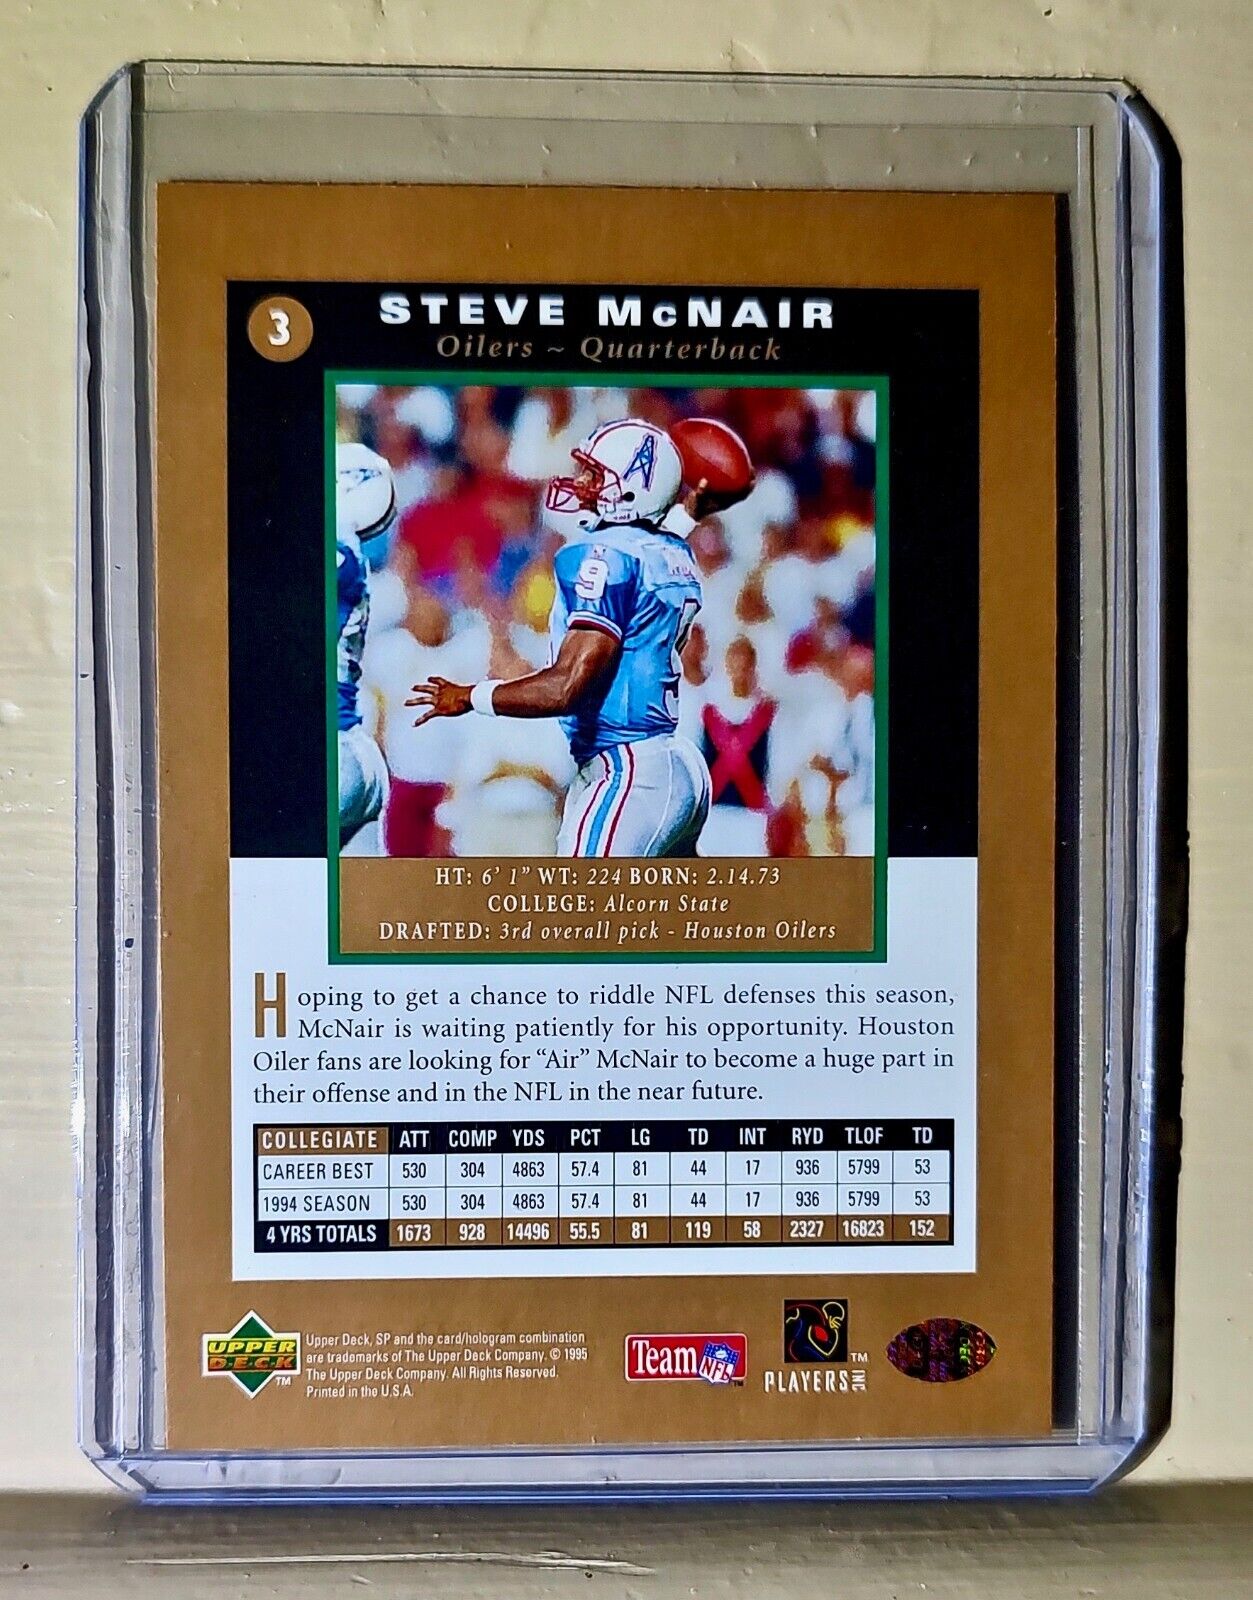 3
STEVE McNAIR
Oilers ~ Quarterback
9
HT: 6' 1" WT: 224 BORN: 2.14.73
COLLEGE: Alcorn State
DRAFTED: 3rd overall pick - Houston Oilers
Hoping to get a chance to riddle NFL defenses this season,
McNair is waiting patiently for his opportunity. Houston
Oiler fans are looking for “Air” McNair to become a huge part in
their offense and in the NFL in the near future.
COLLEGIATE ATT COMP YDS PCT LG TD INT RYD TLOF TD
CAREER BEST 530 304 4863 57.4 81 44 17 936 5799 53
1994 SEASON 530 304 4863 57.4 81 44 17 936 5799 53
4 YRS TOTALS 1673 928 14496 55.5 81 119 58 2327 16823 152
UPPER
D·E·C·K
TM
Upper Deck, SP and the card/hologram combination
are trademarks of The Upper Deck Company. © 1995
The Upper Deck Company. All Rights Reserved.
Printed in the U.S.A.
Team NFL
TM
PLAYERS INC
TM